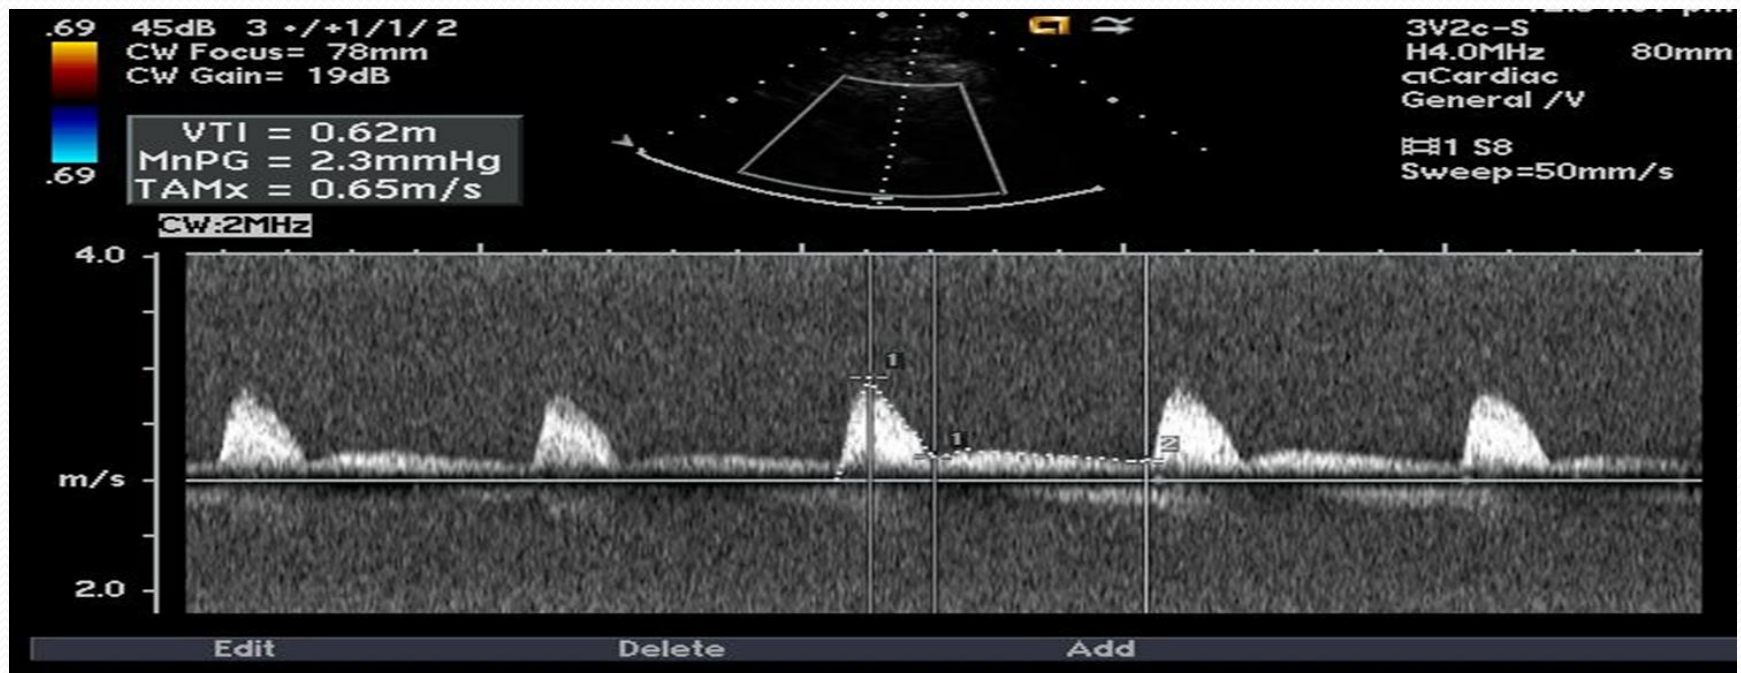 .69 45dB 3 •/+1/1/2
CW Focus= 78mm
CW Gain= 19dB
.69
VTI = 0.62m
MnPG = 2.3mmHg
TAMx = 0.65m/s
CW:2MHz
3V2c-S
H4.0MHz 80mm
Cardiac
General /V
1 S8
Sweep=50mm/s
4.0
1
1
2
m/s
2.0
Edit Delete Add